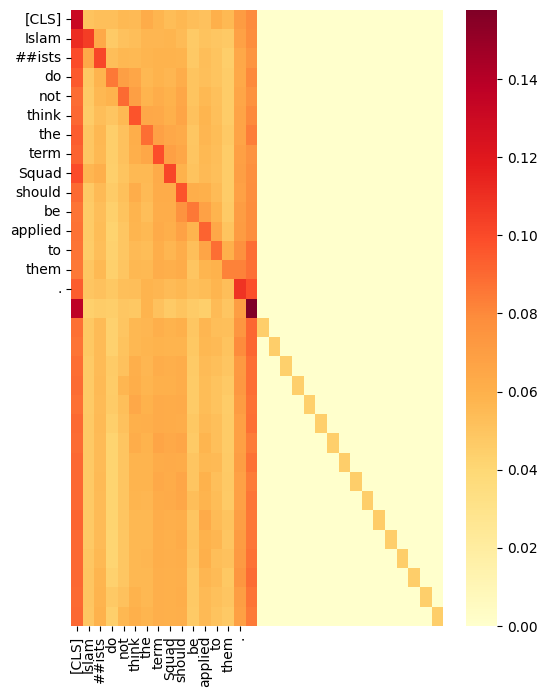 [CLS]
Islam
##ists
do
not
think
the
term
Squad
should
be
applied
to
them
.
0.14
0.12
0.10
0.08
0.06
0.04
0.02
0.00
[CLS]
Islam
##ists
do
not
think
the
term
Squad
should
be
applied
to
them
.